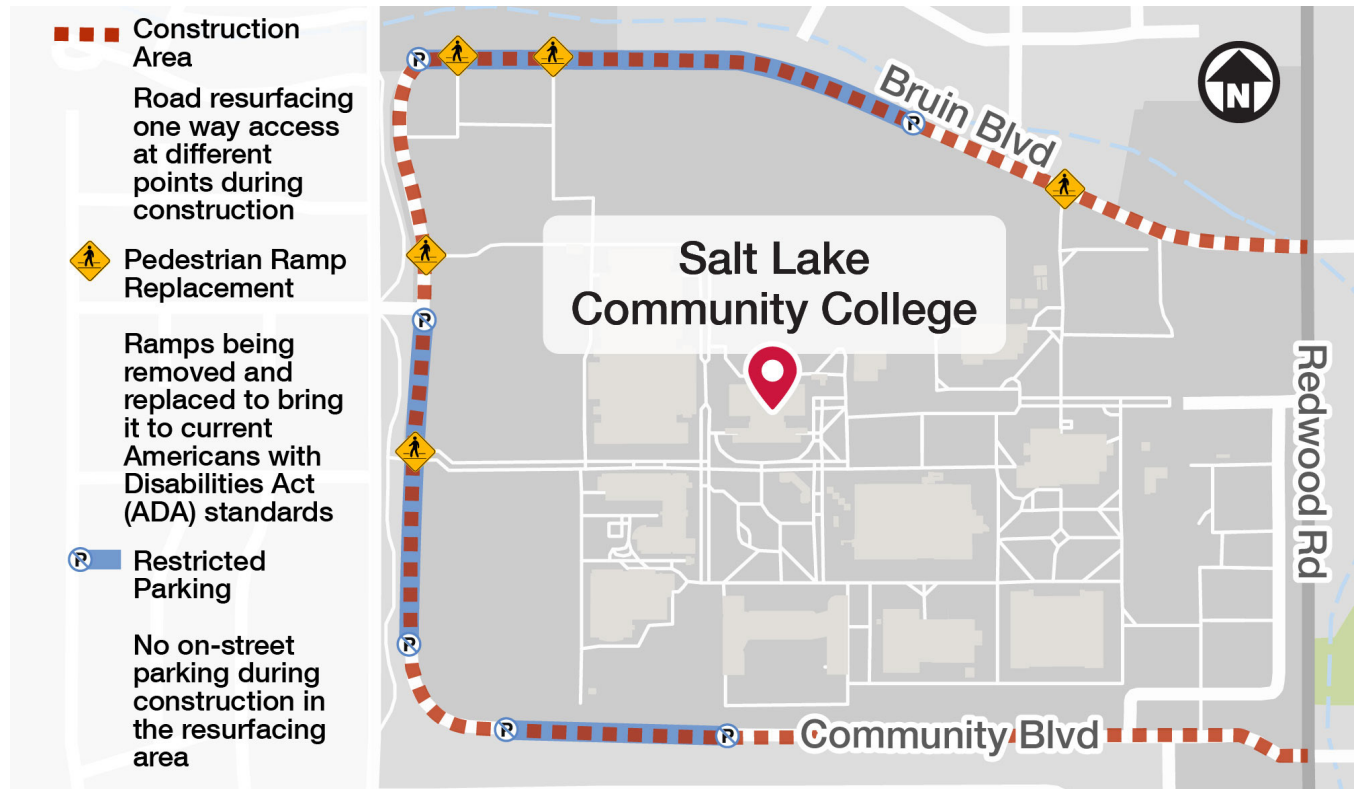 Construction
Area
Road resurfacing
one way access
at different
points during
construction
Pedestrian Ramp
Replacement
Ramps being
removed and
replaced to bring
it to current
Americans with
Disabilities Act
(ADA) standards
P
Restricted
Parking
No on-street
parking during
construction in
the resurfacing
area
P
Bruin Blvd
P
N
Salt Lake
Community College
P
Redwood Rd
P
P
P
Community Blvd